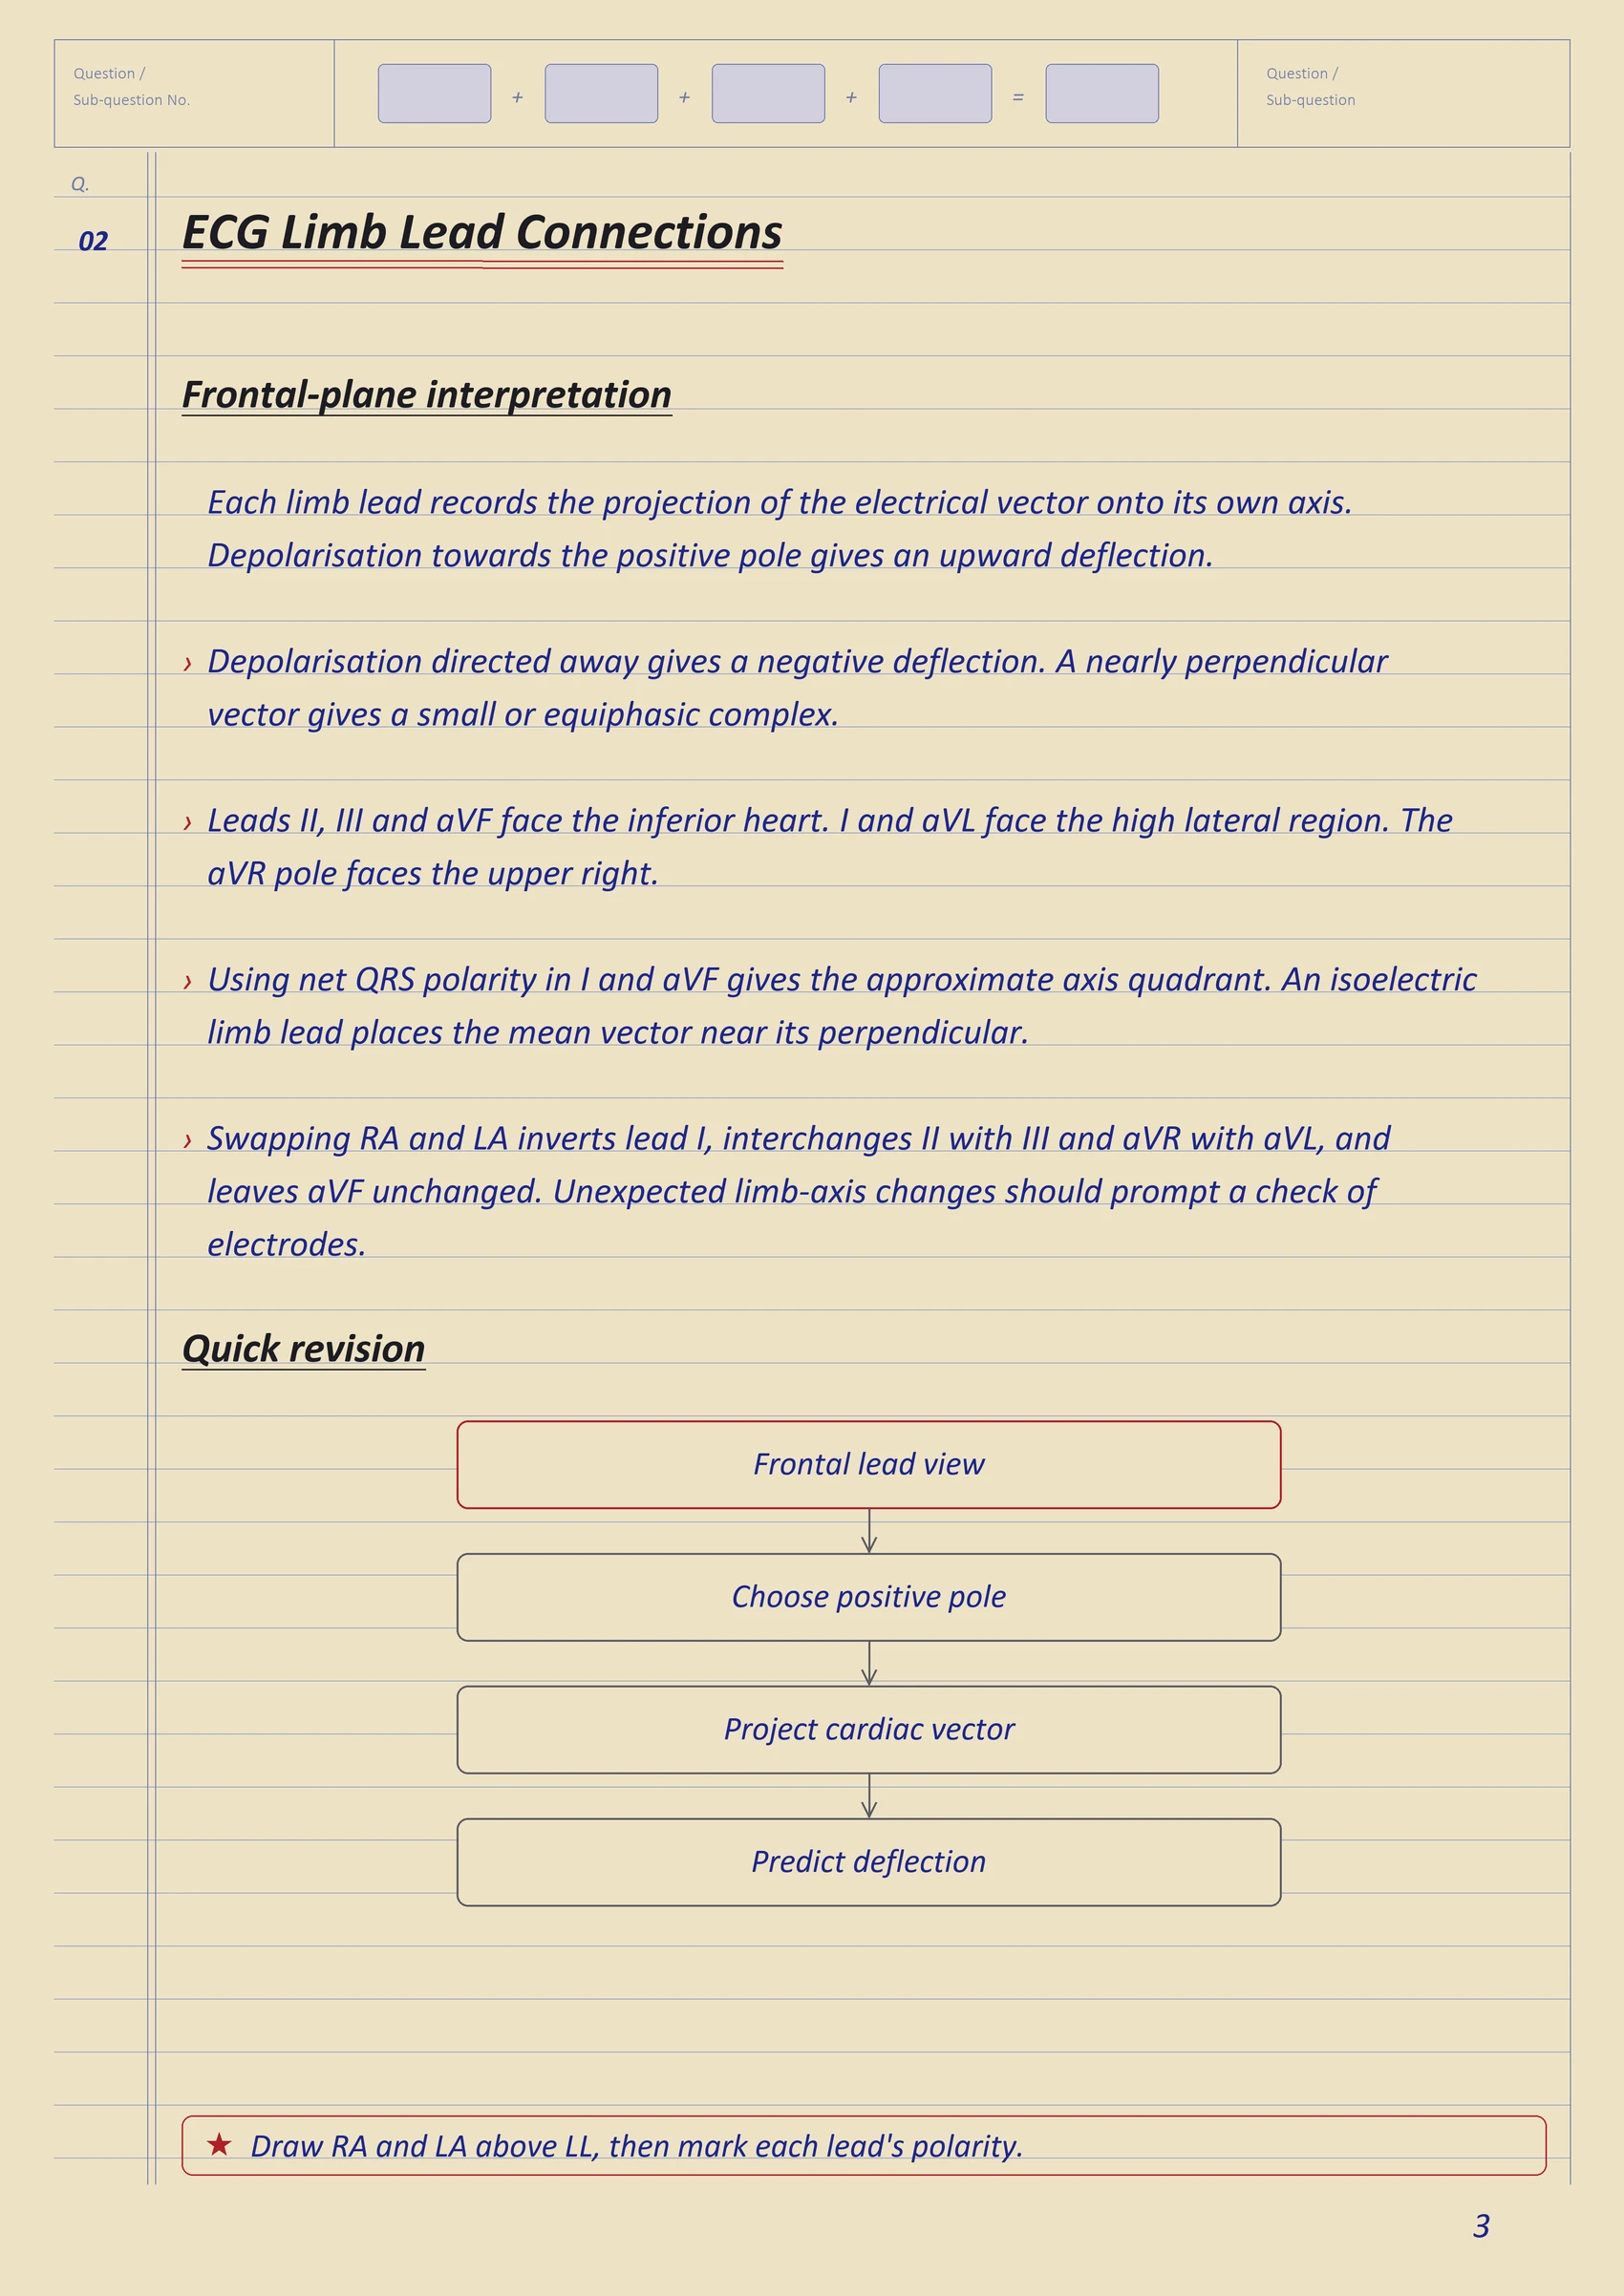 Question /
Sub-question No.
+ + + =
Question /
Sub-question
Q.
02
ECG Limb Lead Connections
Frontal-plane interpretation
Each limb lead records the projection of the electrical vector onto its own axis.
Depolarisation towards the positive pole gives an upward deflection.
› Depolarisation directed away gives a negative deflection. A nearly perpendicular
vector gives a small or equiphasic complex.
› Leads II, III and aVF face the inferior heart. I and aVL face the high lateral region. The
aVR pole faces the upper right.
› Using net QRS polarity in I and aVF gives the approximate axis quadrant. An isoelectric
limb lead places the mean vector near its perpendicular.
› Swapping RA and LA inverts lead I, interchanges II with III and aVR with aVL, and
leaves aVF unchanged. Unexpected limb-axis changes should prompt a check of
electrodes.
Quick revision
Frontal lead view
Choose positive pole
Project cardiac vector
Predict deflection
★ Draw RA and LA above LL, then mark each lead's polarity.
3